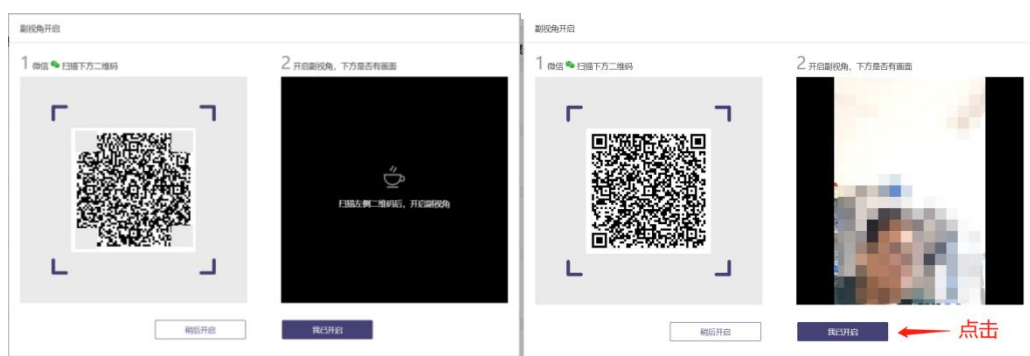 副视角开启
1 微信 扫描下方二维码
2 开启副视角，下方是否有画面
扫描左侧二维码后，开启副视角
稍后开启
我已开启
副视角开启
1 微信 扫描下方二维码
2 开启副视角，下方是否有画面
稍后开启
我已开启
点击